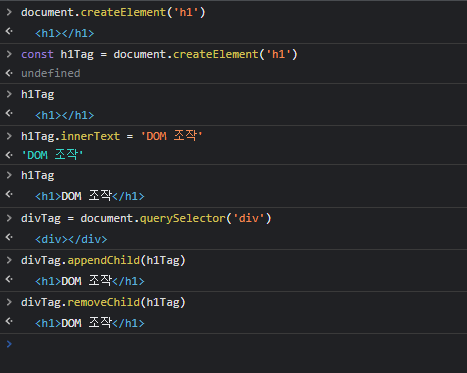 document.createElement('h1')
<h1></h1>
const h1Tag = document.createElement('h1')
undefined
h1Tag
<h1></h1>
h1Tag.innerText = 'DOM 조작'
'DOM 조작'
h1Tag
<h1>DOM 조작</h1>
divTag = document.querySelector('div')
<div></div>
divTag.appendChild(h1Tag)
<h1>DOM 조작</h1>
divTag.removeChild(h1Tag)
<h1>DOM 조작</h1>